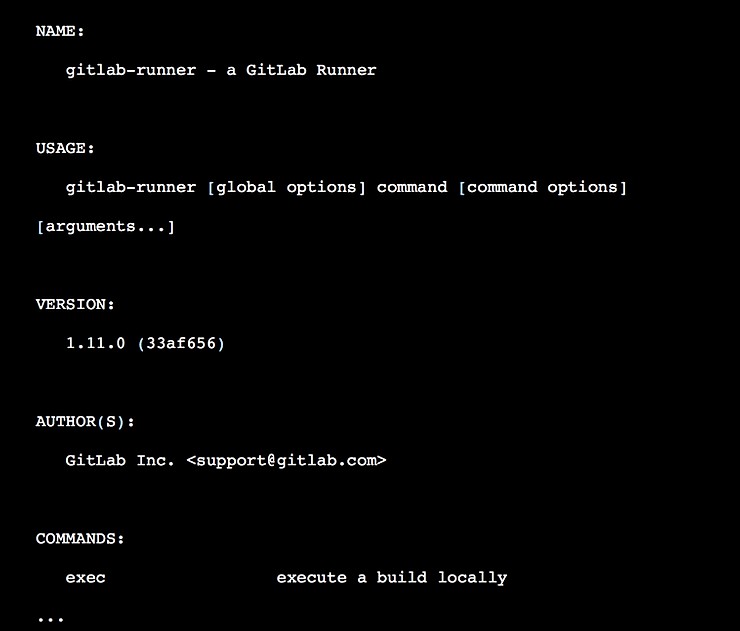 NAME:
gitlab-runner - a GitLab Runner
USAGE:
gitlab-runner [global options] command [command options]
[arguments...]
VERSION:
1.11.0 (33af656)
AUTHOR(S):
GitLab Inc. <support@gitlab.com>
COMMANDS:
exec                 execute a build locally
...